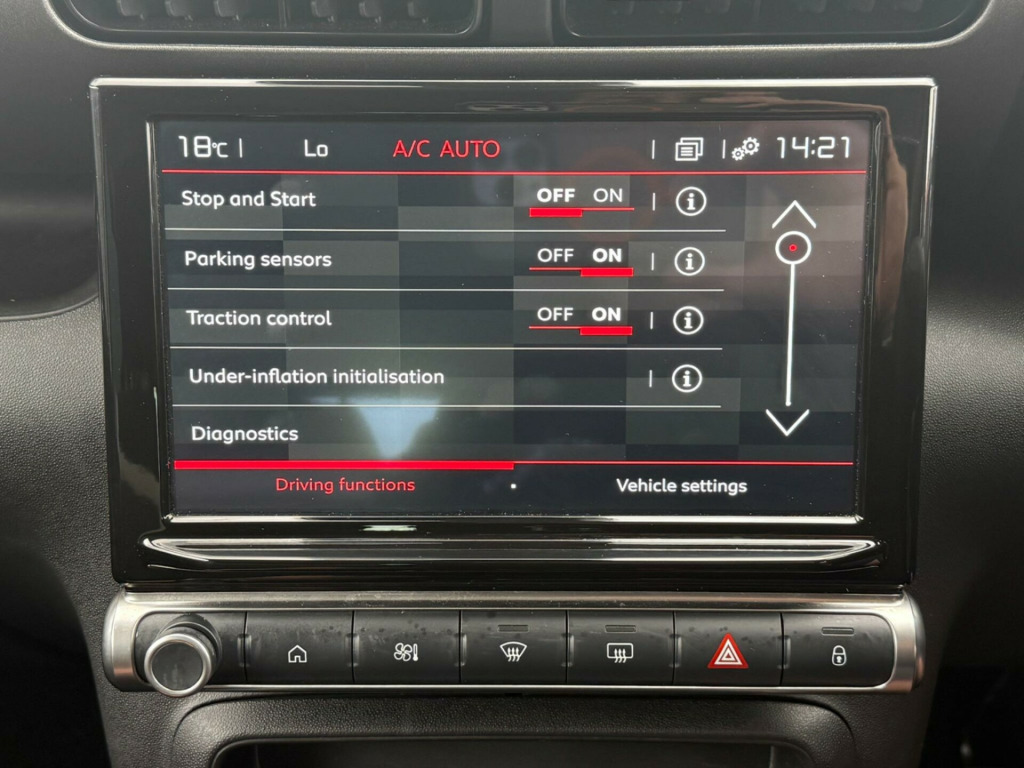 18°C Lo A/C AUTO 14:21
Stop and Start OFF ON i
Parking sensors OFF ON i
Traction control OFF ON i
Under-inflation initialisation i
Diagnostics
Driving functions Vehicle settings